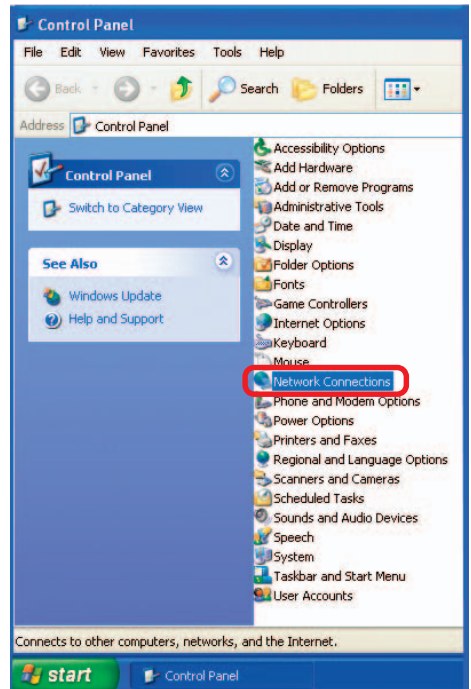 Control Panel
File Edit View Favorites Tools Help
Back Search Folders
Address Control Panel
Control Panel
Switch to Category View
See Also
Windows Update
Help and Support
Accessibility Options
Add Hardware
Add or Remove Programs
Administrative Tools
Date and Time
Display
Folder Options
Fonts
Game Controllers
Internet Options
Keyboard
Mouse
Network Connections
Phone and Modem Options
Power Options
Printers and Faxes
Regional and Language Options
Scanners and Cameras
Scheduled Tasks
Sounds and Audio Devices
Speech
System
Taskbar and Start Menu
User Accounts
Connects to other computers, networks, and the Internet.
start Control Panel